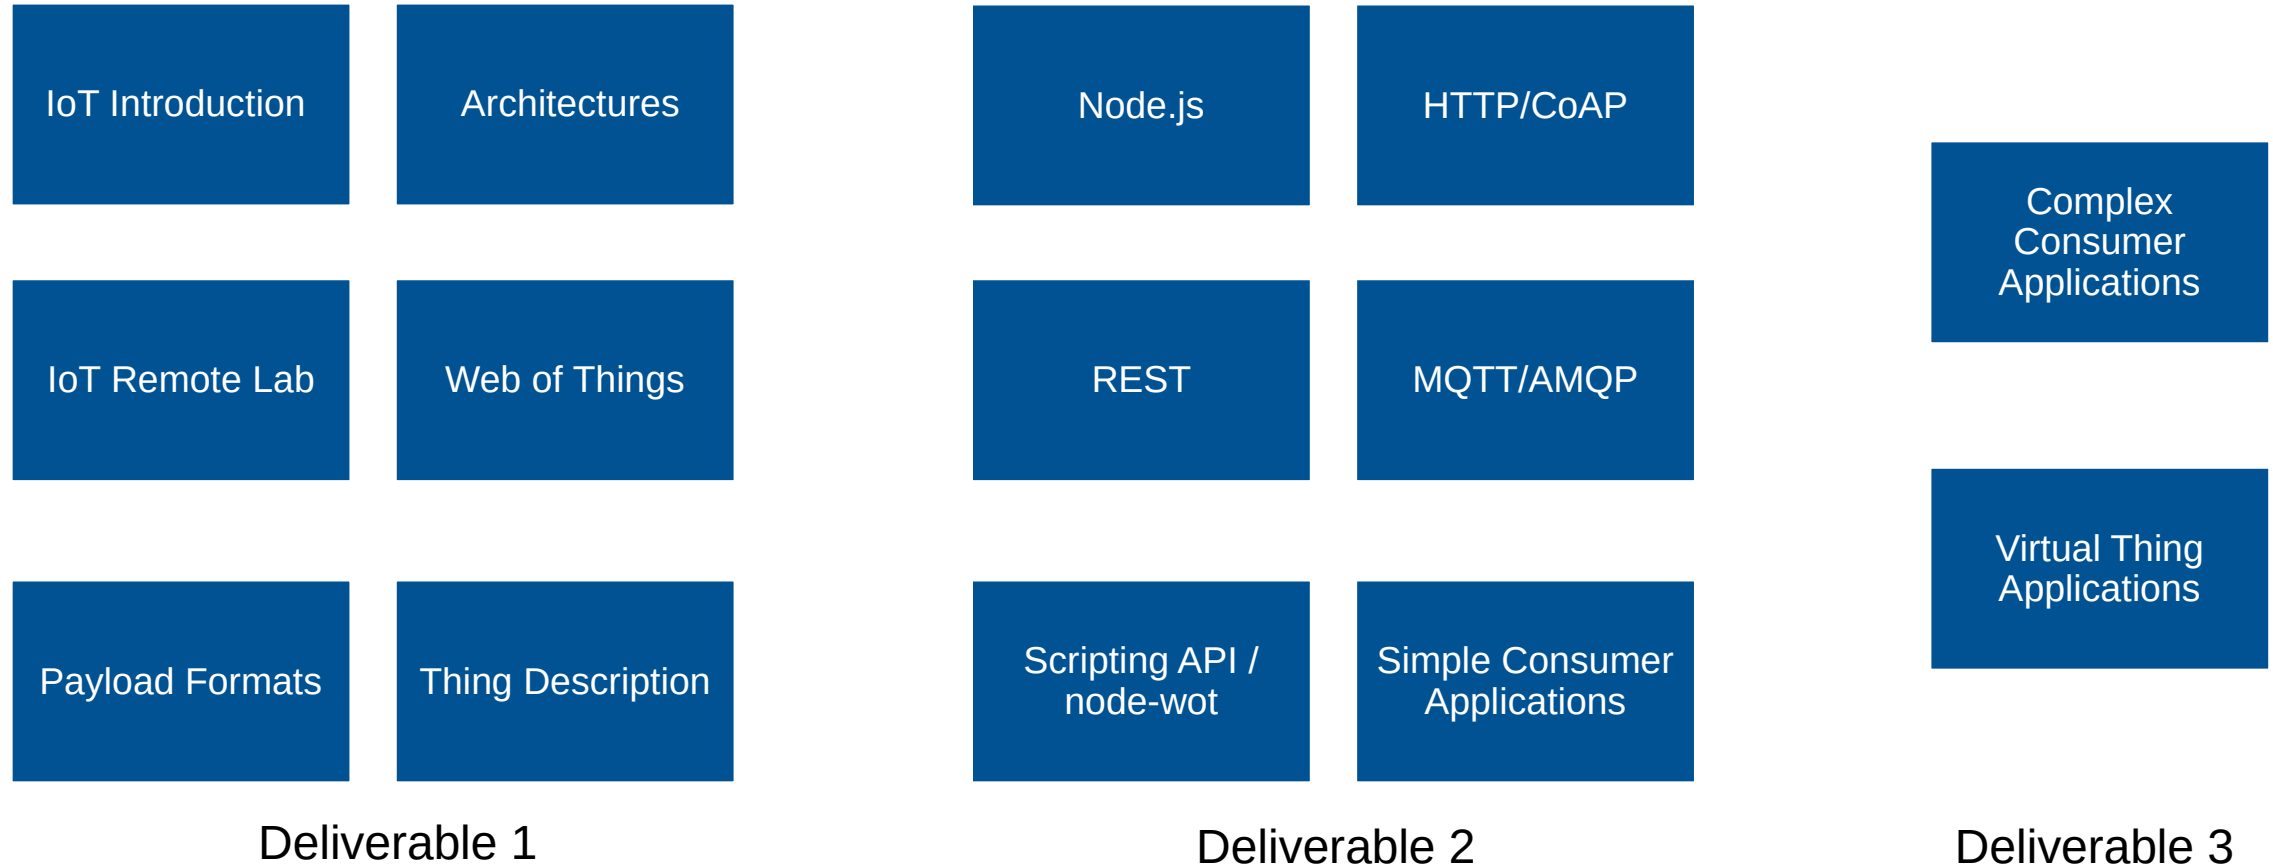 IoT Introduction
Architectures
Node.js
HTTP/CoAP
Complex
Consumer
Applications
IoT Remote Lab
Web of Things
REST
MQTT/AMQP
Virtual Thing
Applications
Payload Formats
Thing Description
Scripting API /
node-wot
Simple Consumer
Applications
Deliverable 1
Deliverable 2
Deliverable 3